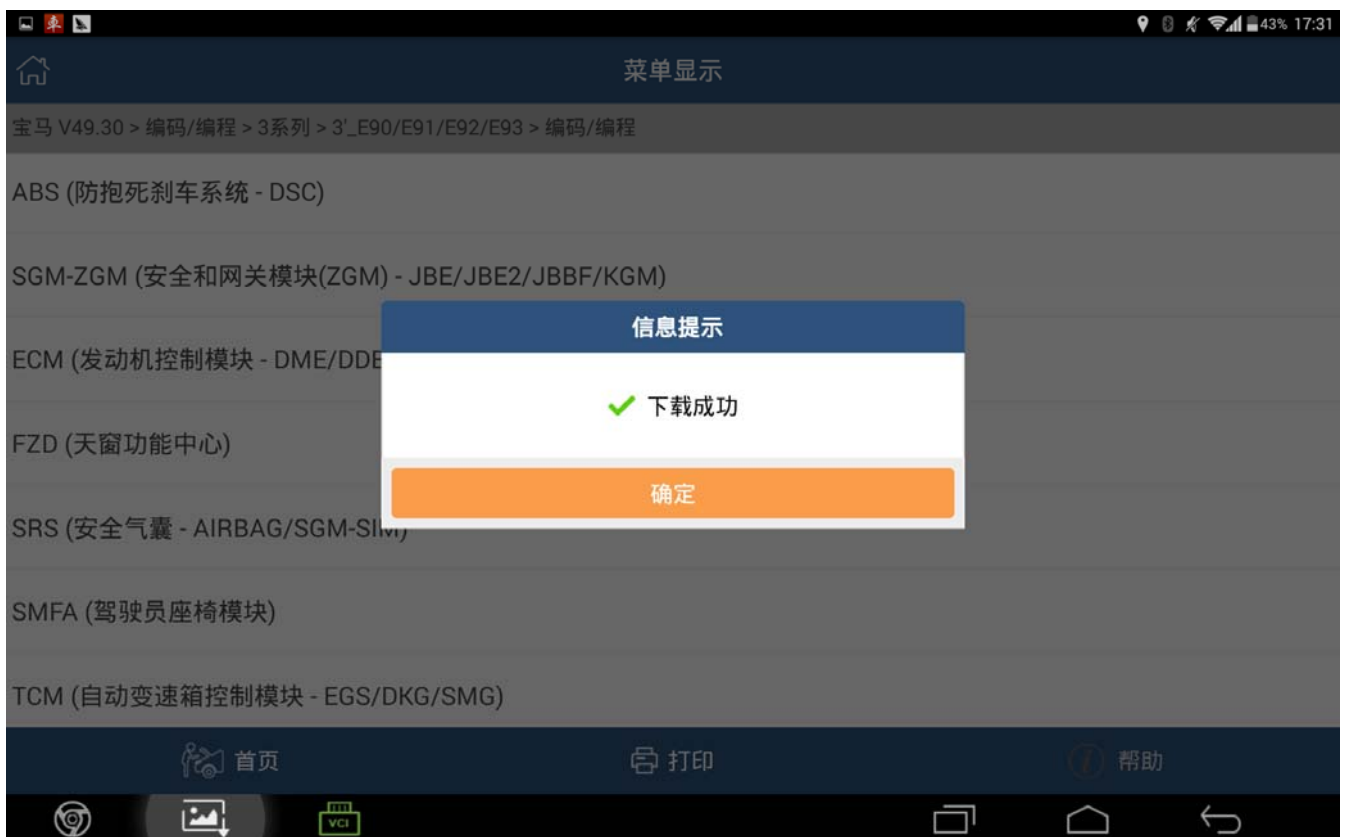 43% 17:31
菜单显示
宝马 V49.30 > 编码/编程 > 3系列 > 3'_E90/E91/E92/E93 > 编码/编程
ABS (防抱死刹车系统 - DSC)
SGM-ZGM (安全和网关模块(ZGM) - JBE/JBE2/JBBF/KGM)
信息提示
ECM (发动机控制模块 - DME/DDE
下载成功
FZD (天窗功能中心)
确定
SRS (安全气囊 - AIRBAG/SGM-SIM)
SMFA (驾驶员座椅模块)
TCM (自动变速箱控制模块 - EGS/DKG/SMG)
首页 打印 帮助
VCI